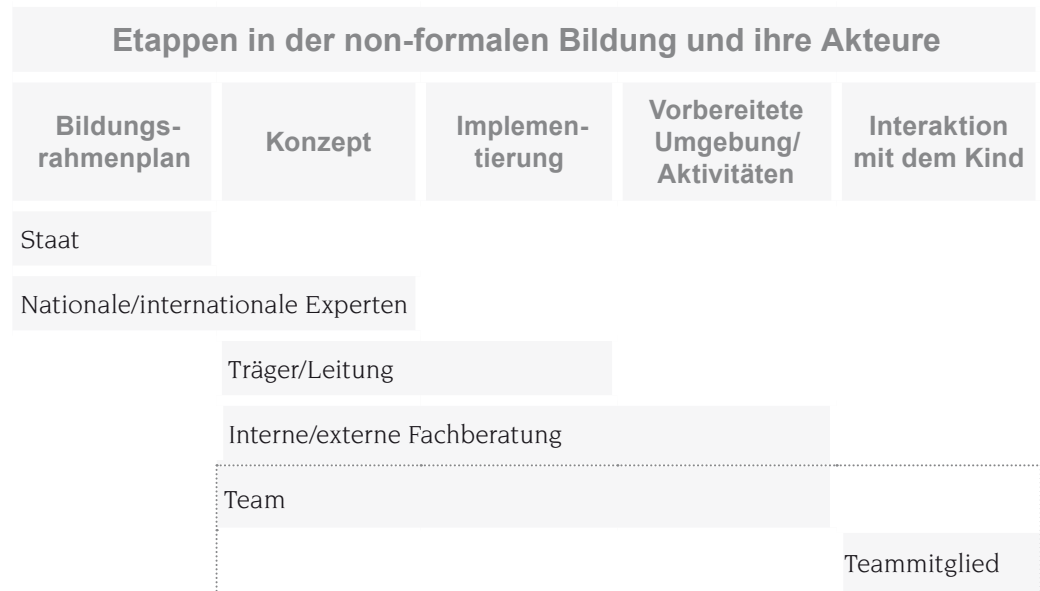 Etappen in der non-formalen Bildung und ihre Akteure
Bildungs-
rahmenplan
Konzept
Implemen-
tierung
Vorbereitete
Umgebung/
Aktivitäten
Interaktion
mit dem Kind
Staat
Nationale/internationale Experten
Träger/Leitung
Interne/externe Fachberatung
Team
Teammitglied